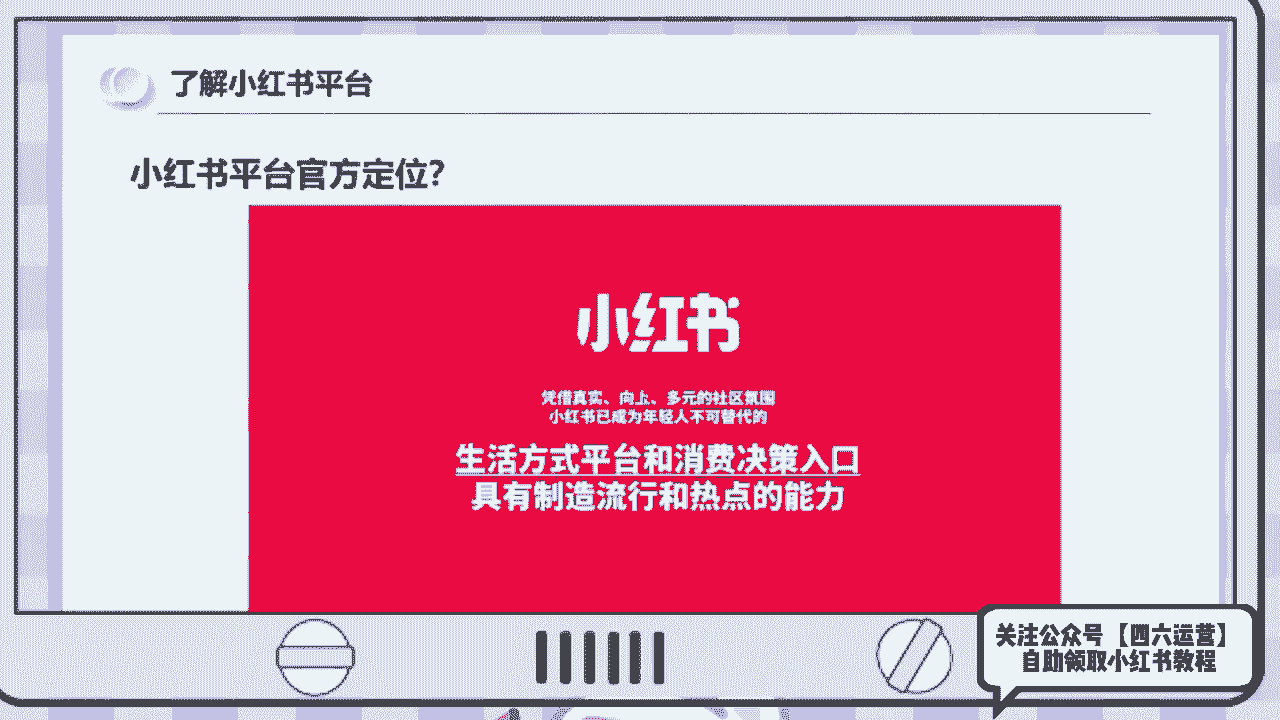 了解小红书平台
小红书平台官方定位?
小红书
凭借真实、向上、多元的社区氛围
小红书已成为年轻人不可替代的
生活方式平台和消费决策入口
具有制造流行和热点的能力
关注公众号【四六运营】
自助领取小红书教程